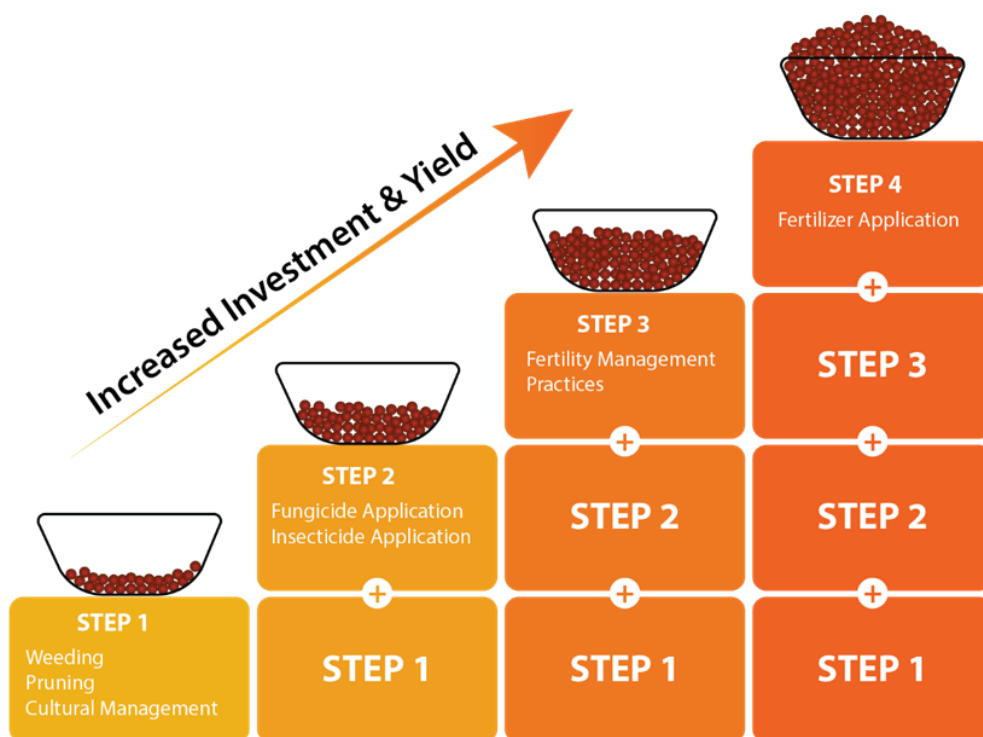 Increased Investment & Yield
STEP 1
Weeding
Pruning
Cultural Management
STEP 2
Fungicide Application
Insecticide Application
+
STEP 1
STEP 3
Fertility Management
Practices
+
STEP 2
+
STEP 1
STEP 4
Fertilizer Application
+
STEP 3
+
STEP 2
+
STEP 1